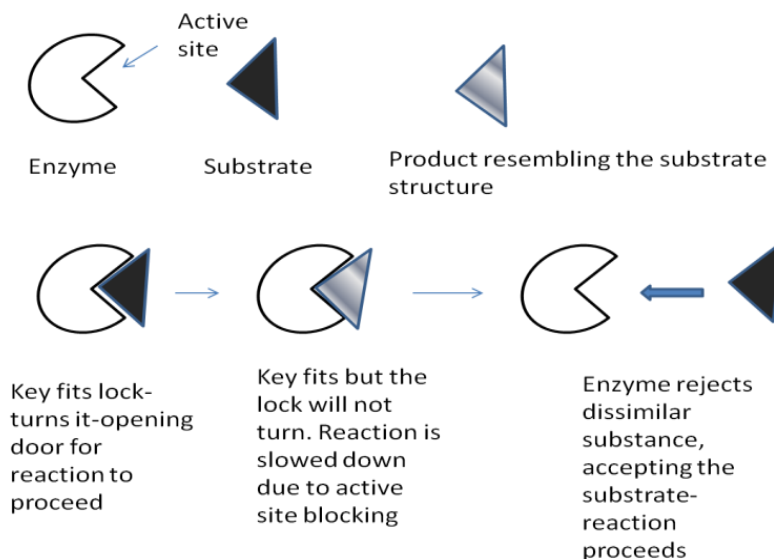 Active
site
Enzyme
Substrate
Product resembling the substrate
structure
Key fits lock-
turns it-opening
door for
reaction to
proceed
Key fits but the
lock will not
turn. Reaction is
slowed down
due to active
site blocking
Enzyme rejects
dissimilar
substance,
accepting the
substrate-
reaction
proceeds